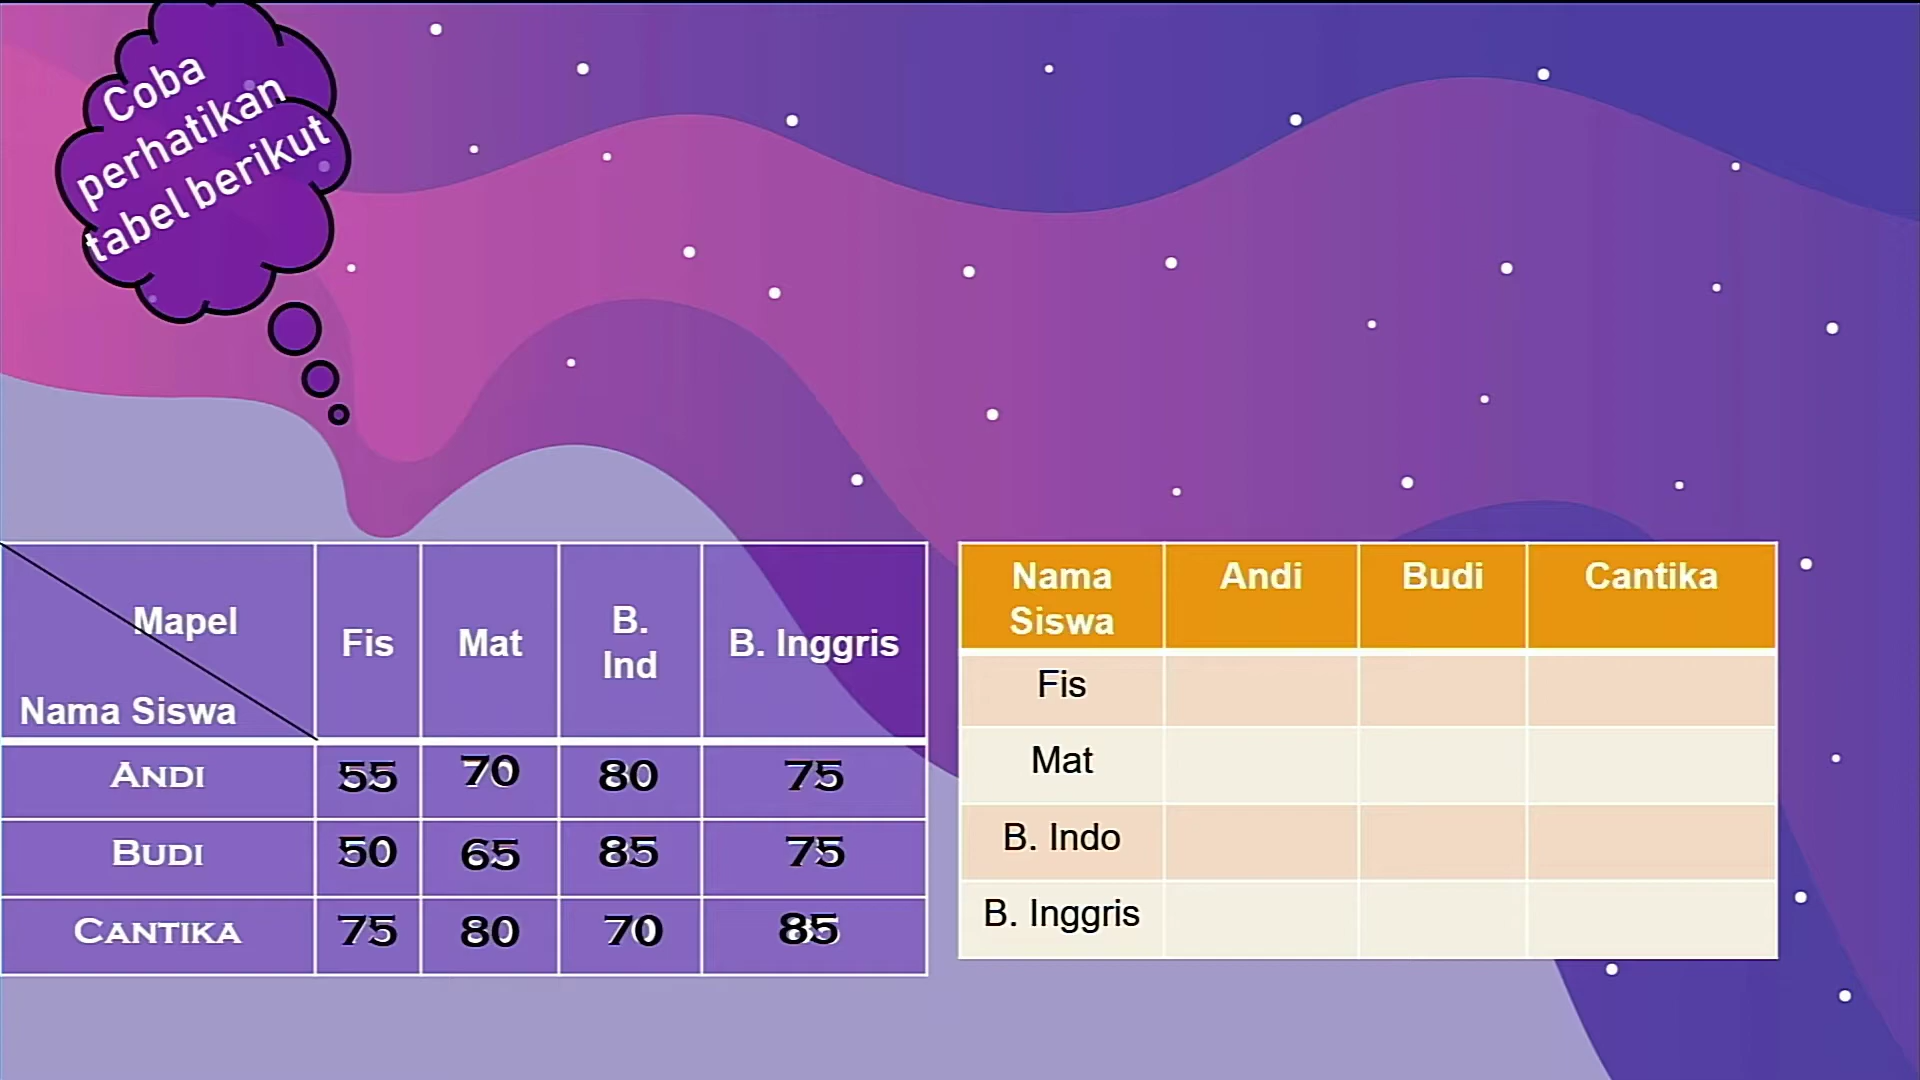 Coba
perhatikan
tabel berikut
Mapel
Nama Siswa
Fis
Mat
B.
Ind
B. Inggris
ANDI 55 70 80 75
BUDI 50 65 85 75
CANTIKA 75 80 70 85
Nama
Siswa
Andi
Budi
Cantika
Fis
Mat
B. Indo
B. Inggris